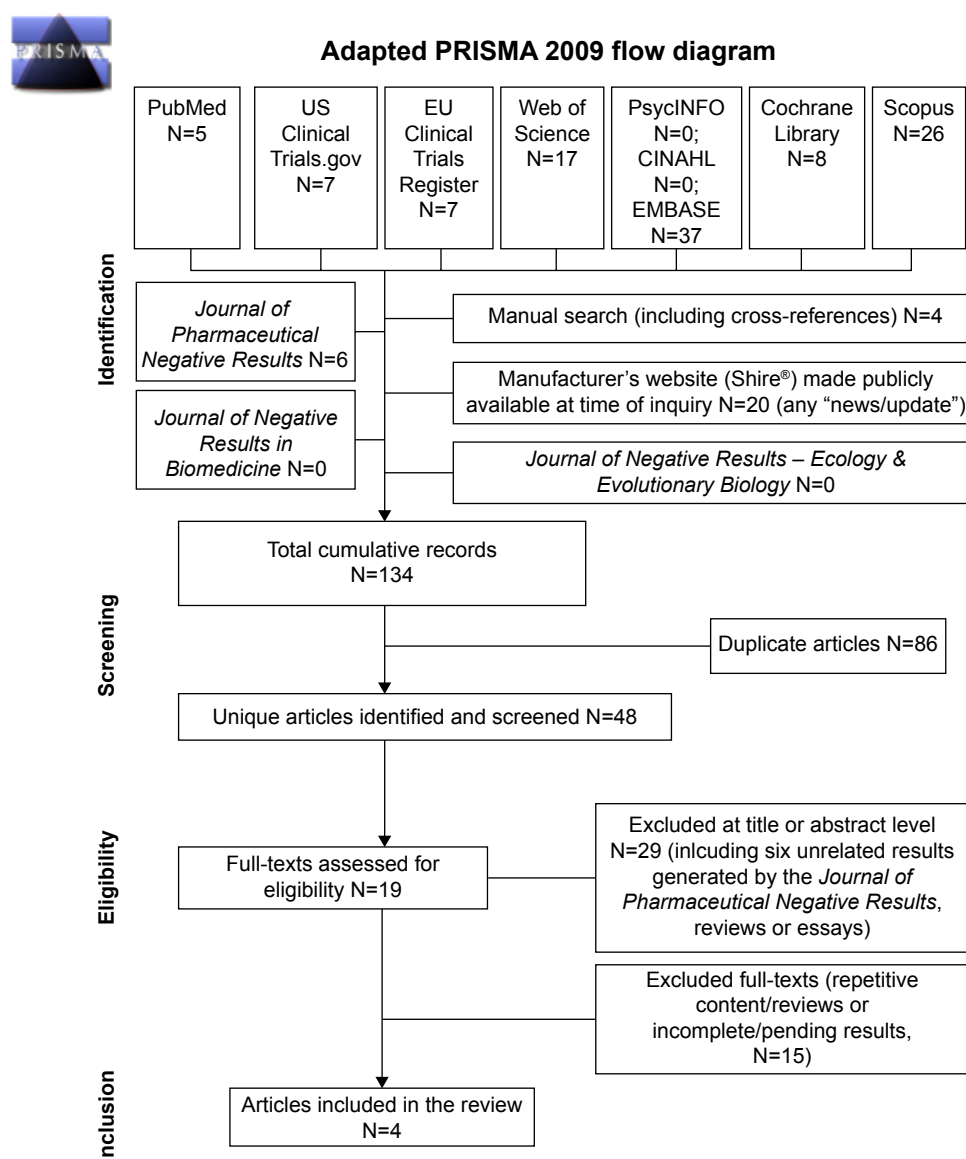 PRISMA
Adapted PRISMA 2009 flow diagram
PubMed
N=5
US
Clinical
Trials.gov
N=7
EU
Clinical
Trials
Register
N=7
Web of
Science
N=17
PsycINFO
N=0;
CINAHL
N=0;
EMBASE
N=37
Cochrane
Library
N=8
Scopus
N=26
Identification
Journal of
Pharmaceutical
Negative Results N=6
Manual search (including cross-references) N=4
Manufacturer’s website (Shire®) made publicly
available at time of inquiry N=20 (any “news/update”)
Journal of Negative
Results in
Biomedicine N=0
Journal of Negative Results – Ecology &
Evolutionary Biology N=0
Total cumulative records
N=134
Screening
Duplicate articles N=86
Unique articles identified and screened N=48
Eligibility
Full-texts assessed for
eligibility N=19
Excluded at title or abstract level
N=29 (inlcuding six unrelated results
generated by the Journal of
Pharmaceutical Negative Results,
reviews or essays)
Excluded full-texts (repetitive
content/reviews or
incomplete/pending results,
N=15)
nclusion
Articles included in the review
N=4